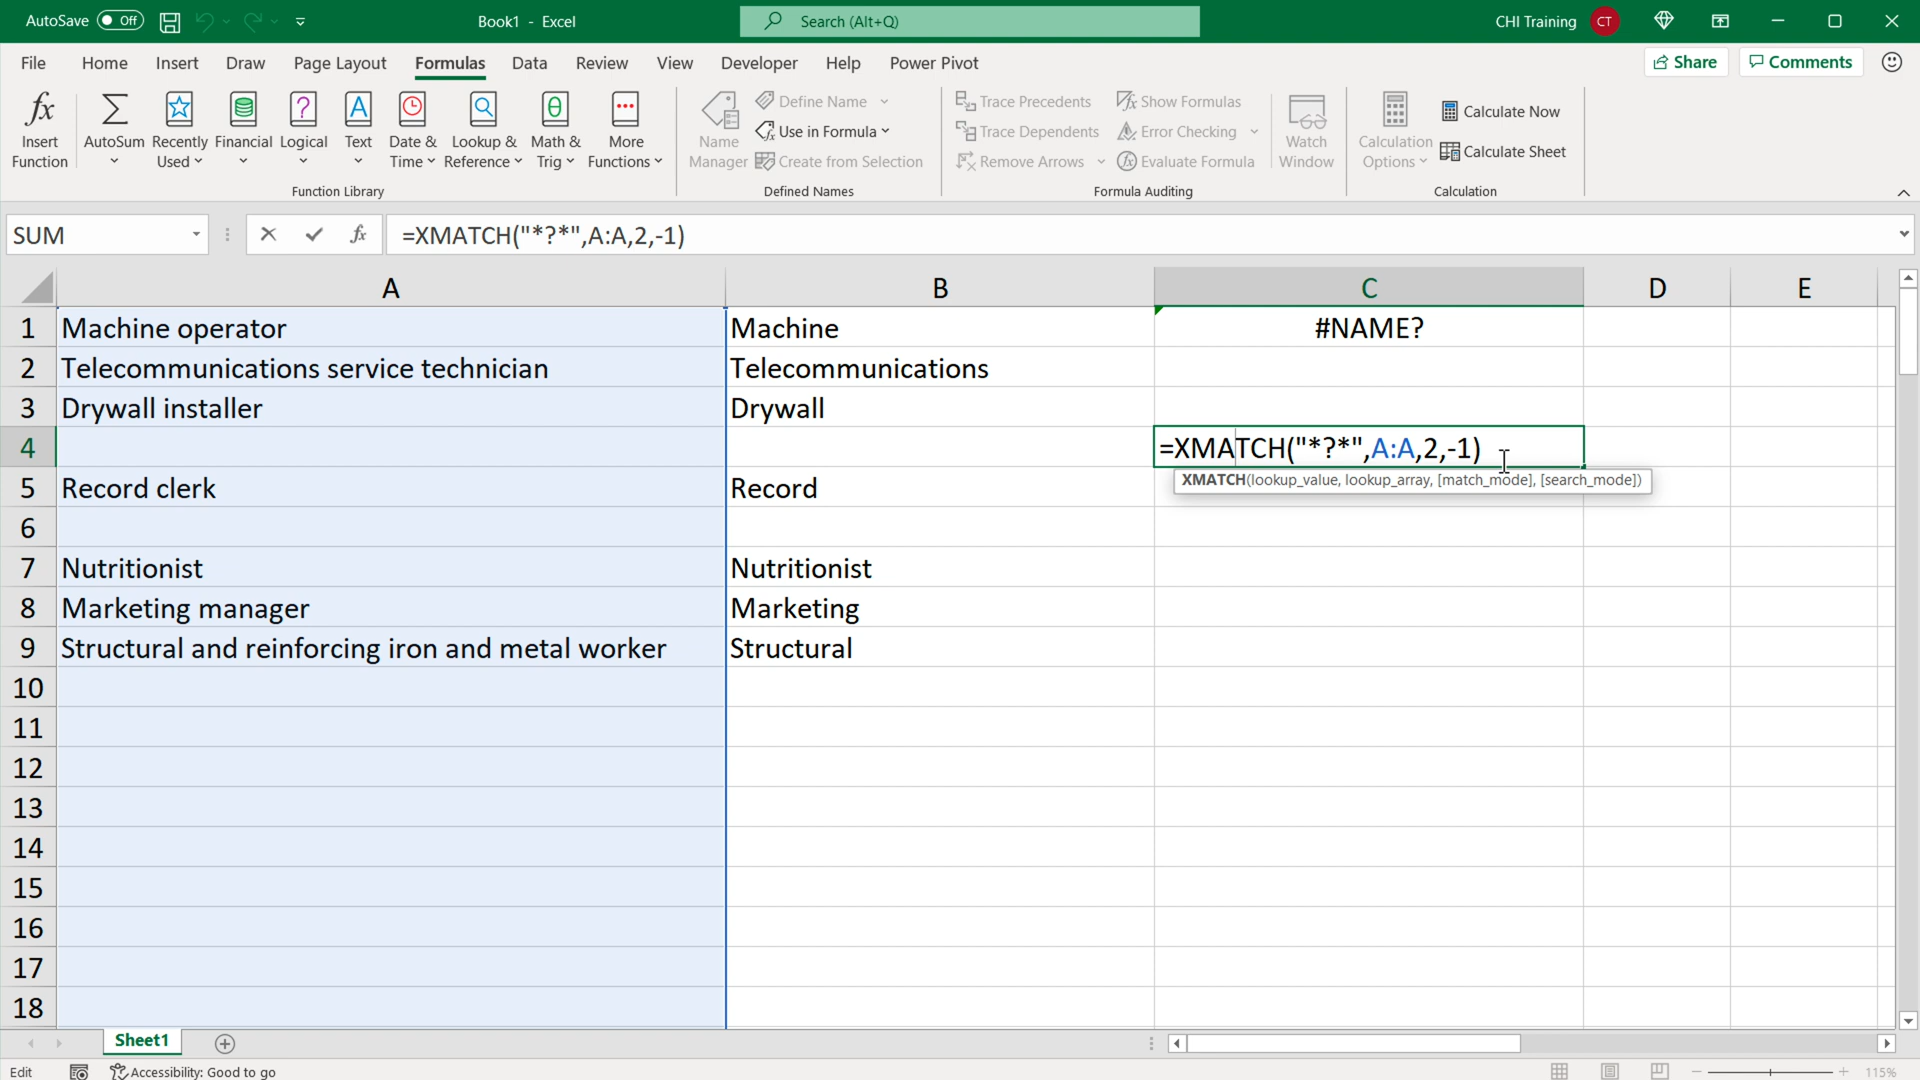 AutoSave Off Book1 - Excel Search (Alt+Q) CHI Training CT
File Home Insert Draw Page Layout Formulas Data Review View Developer Help Power Pivot Share Comments
Insert Function
AutoSum
Recently Used
Financial
Logical
Text
Date & Time
Lookup & Reference
Math & Trig
More Functions
Function Library
Name Manager
Define Name
Use in Formula
Create from Selection
Defined Names
Trace Precedents
Trace Dependents
Remove Arrows
Show Formulas
Error Checking
Evaluate Formula
Formula Auditing
Watch Window
Calculation Options
Calculate Now
Calculate Sheet
Calculation
SUM fx =XMATCH("*?*",A:A,2,-1)
A B C D E
1 Machine operator Machine #NAME?
2 Telecommunications service technician Telecommunications
3 Drywall installer Drywall
4 =XMATCH("*?*",A:A,2,-1)
XMATCH(lookup_value, lookup_array, [match_mode], [search_mode])
5 Record clerk Record
6
7 Nutritionist Nutritionist
8 Marketing manager Marketing
9 Structural and reinforcing iron and metal worker Structural
10
11
12
13
14
15
16
17
18
Sheet1
Edit Accessibility: Good to go 115%